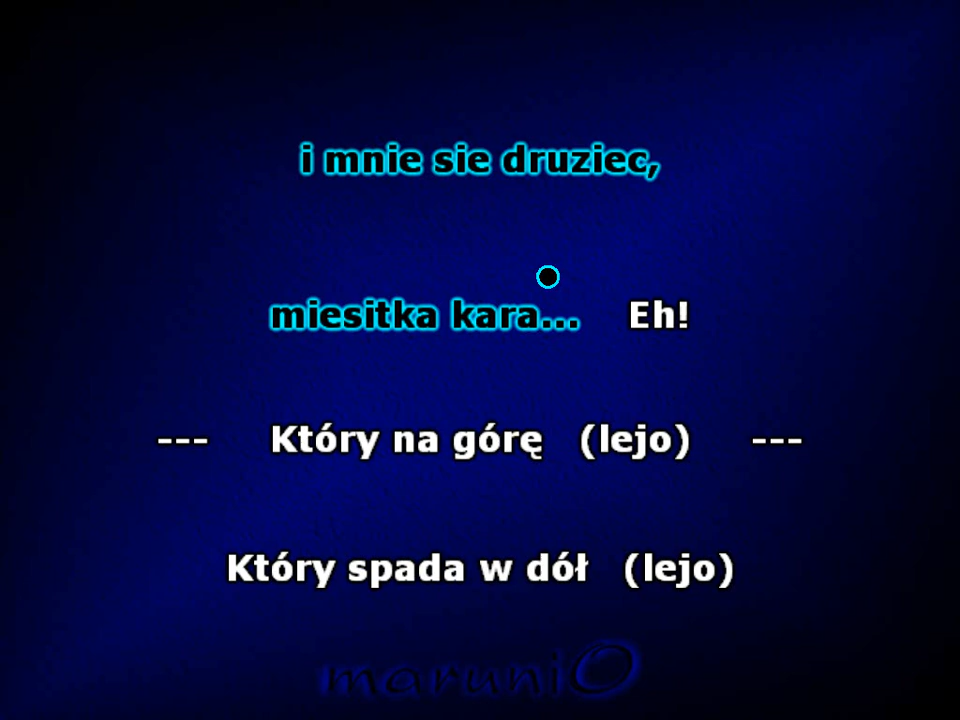 i mnie sie druziec,
miesitka kara... Eh!
--- Który na górę (lejo) ---
Który spada w dół (lejo)
maruniO